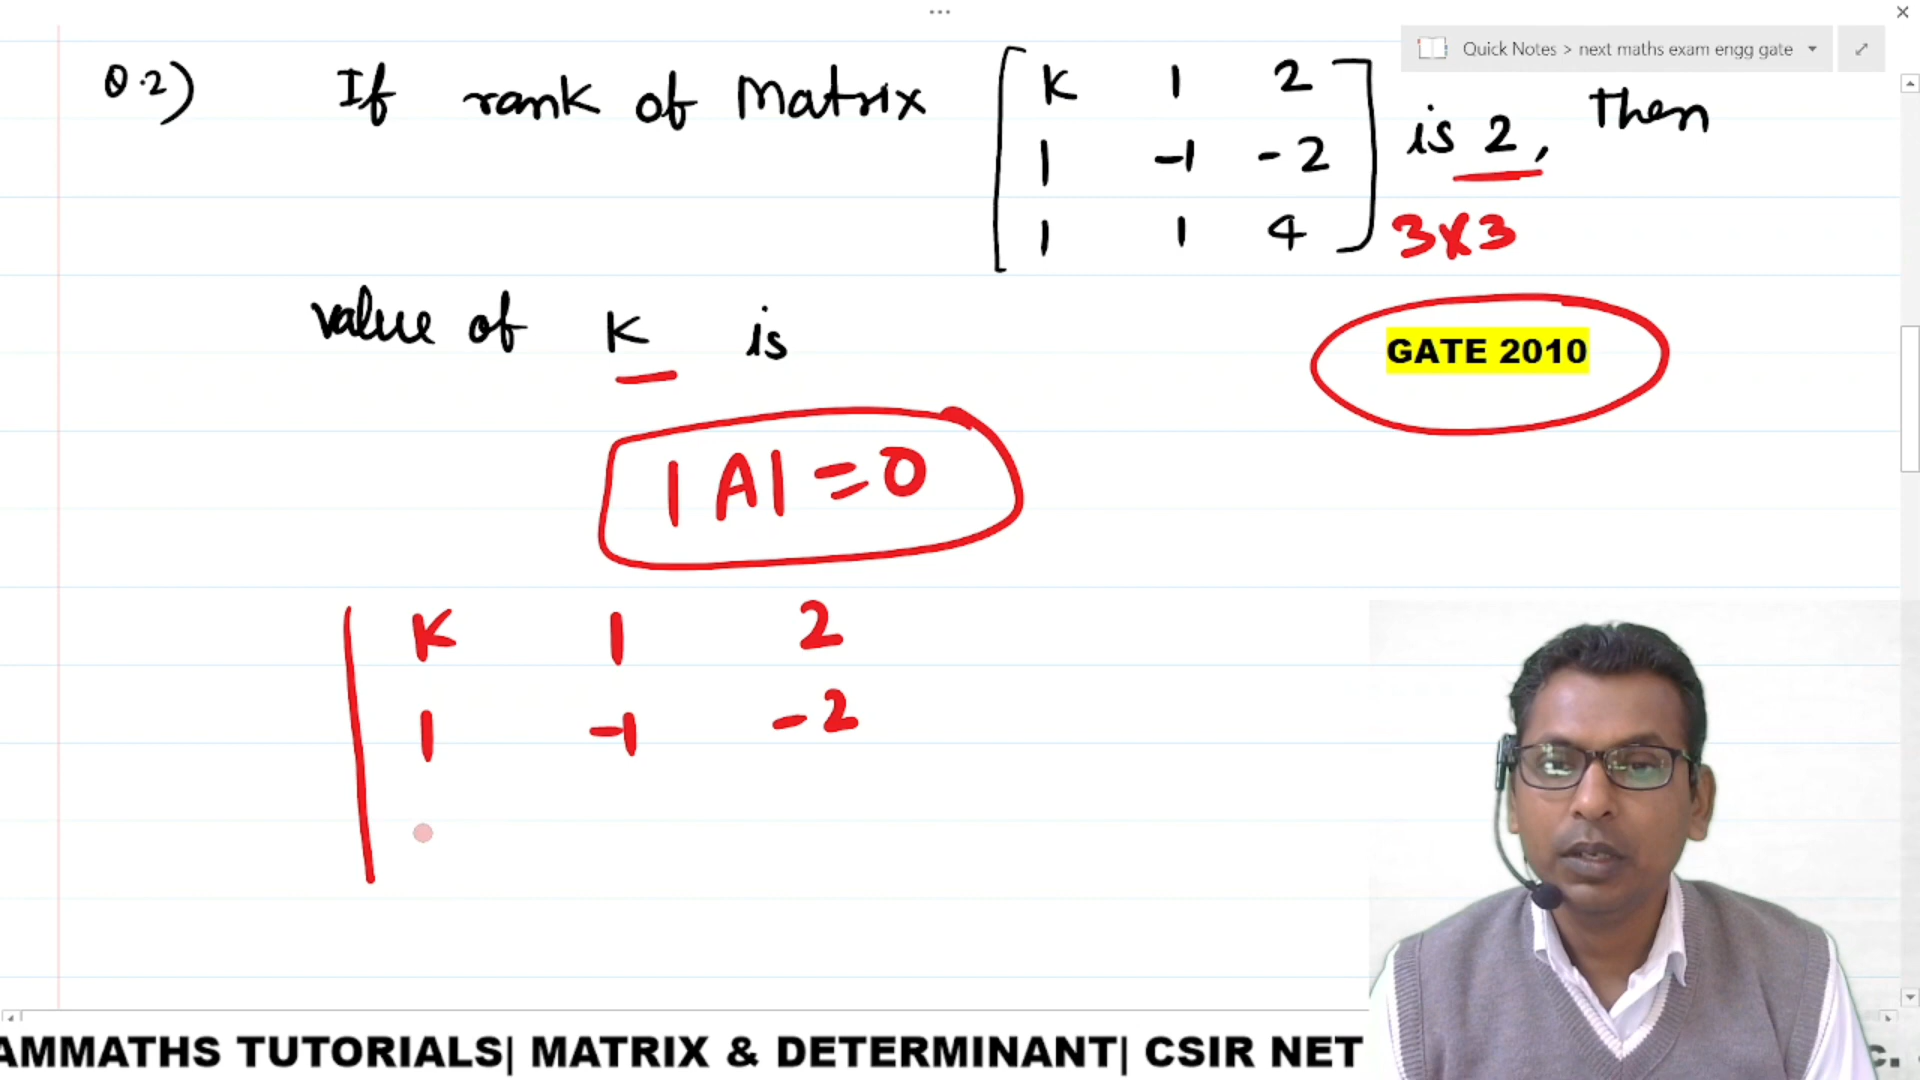 ...
Quick Notes > next maths exam engg gate
Q.2) If rank of Matrix [K 1 2
1 -1 -2
1 1 4] is 2, then
3x3
value of K is
GATE 2010
|A| = 0
K 1 2
1 -1 -2
AMMATHS TUTORIALS| MATRIX & DETERMINANT| CSIR NET
c.